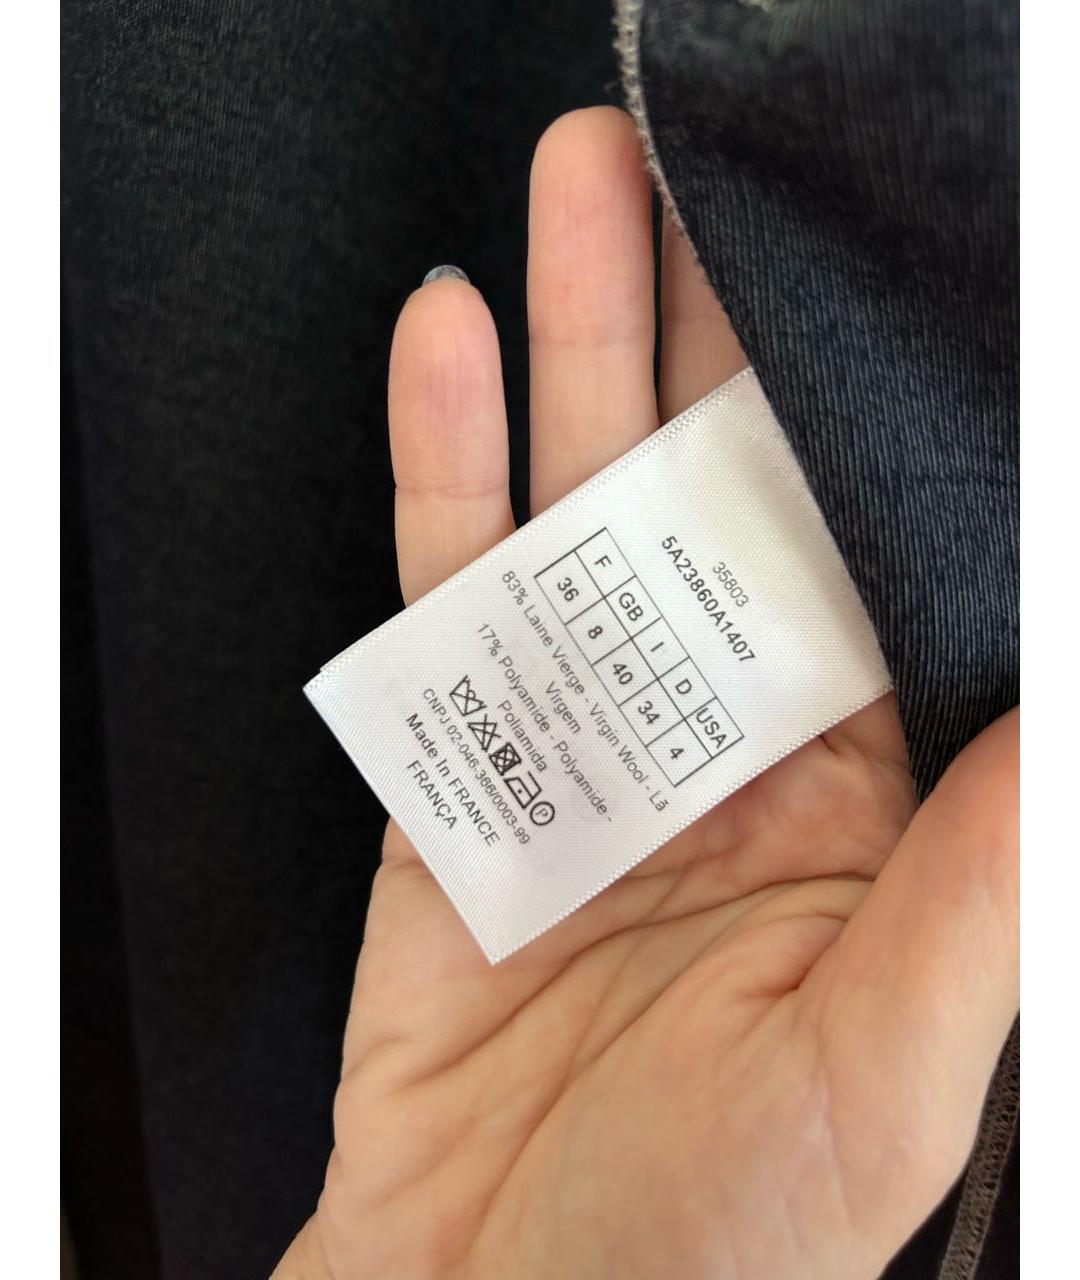 35803
5A23860A1407
F GB I D USA
36 8 40 34 4
83% Laine Vierge - Virgin Wool - Lã
Virgem
17% Polyamide - Polyamide -
Poliamida
P
CNPJ 02-046-366/0003-99
Made In FRANCE
FRANÇA